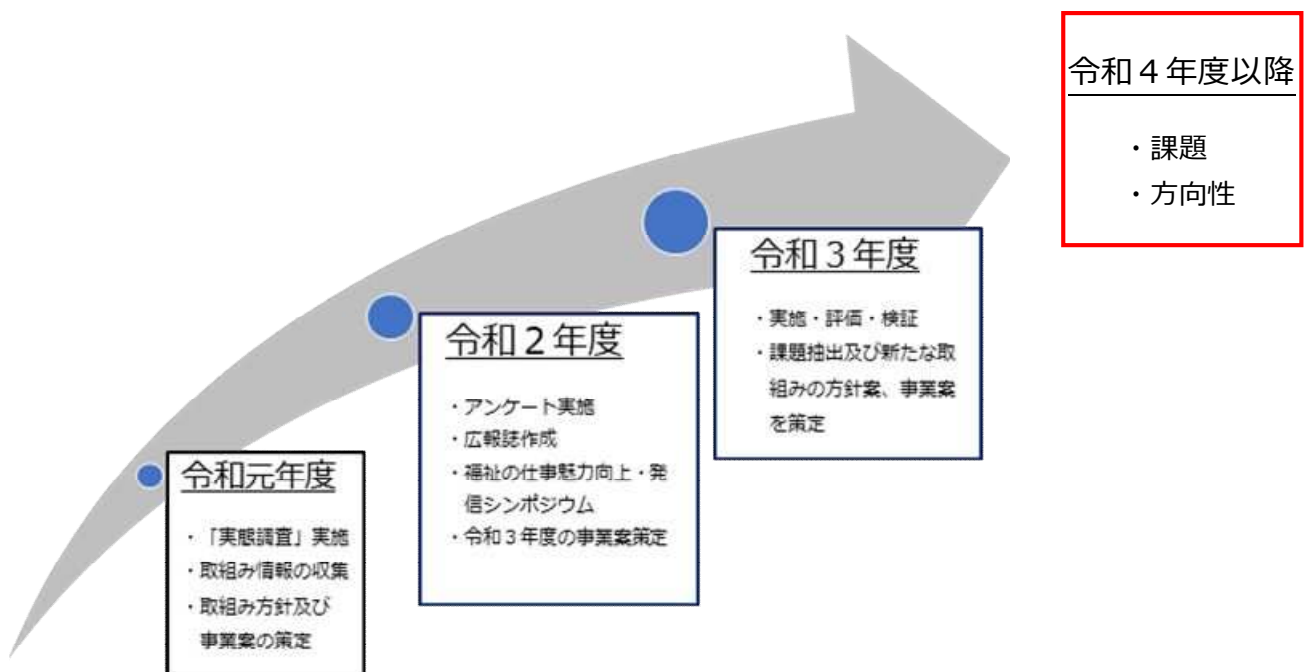 令和元年度
・「実態調査」実施
・取組み情報の収集
・取組み方針及び
事業案の策定
令和２年度
・アンケート実施
・広報誌作成
・福祉の仕事魅力向上・発
信シンポジウム
・令和３年度の事業案策定
令和３年度
・実施・評価・検証
・課題抽出及び新たな取
組みの方針案、事業案
を策定
令和４年度以降
・課題
・方向性